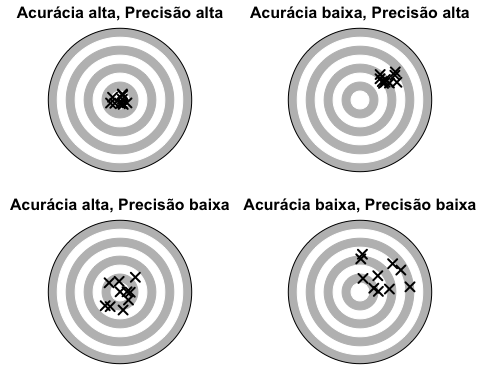 Acurácia alta, Precisão alta
Acurácia baixa, Precisão alta
Acurácia alta, Precisão baixa
Acurácia baixa, Precisão baixa